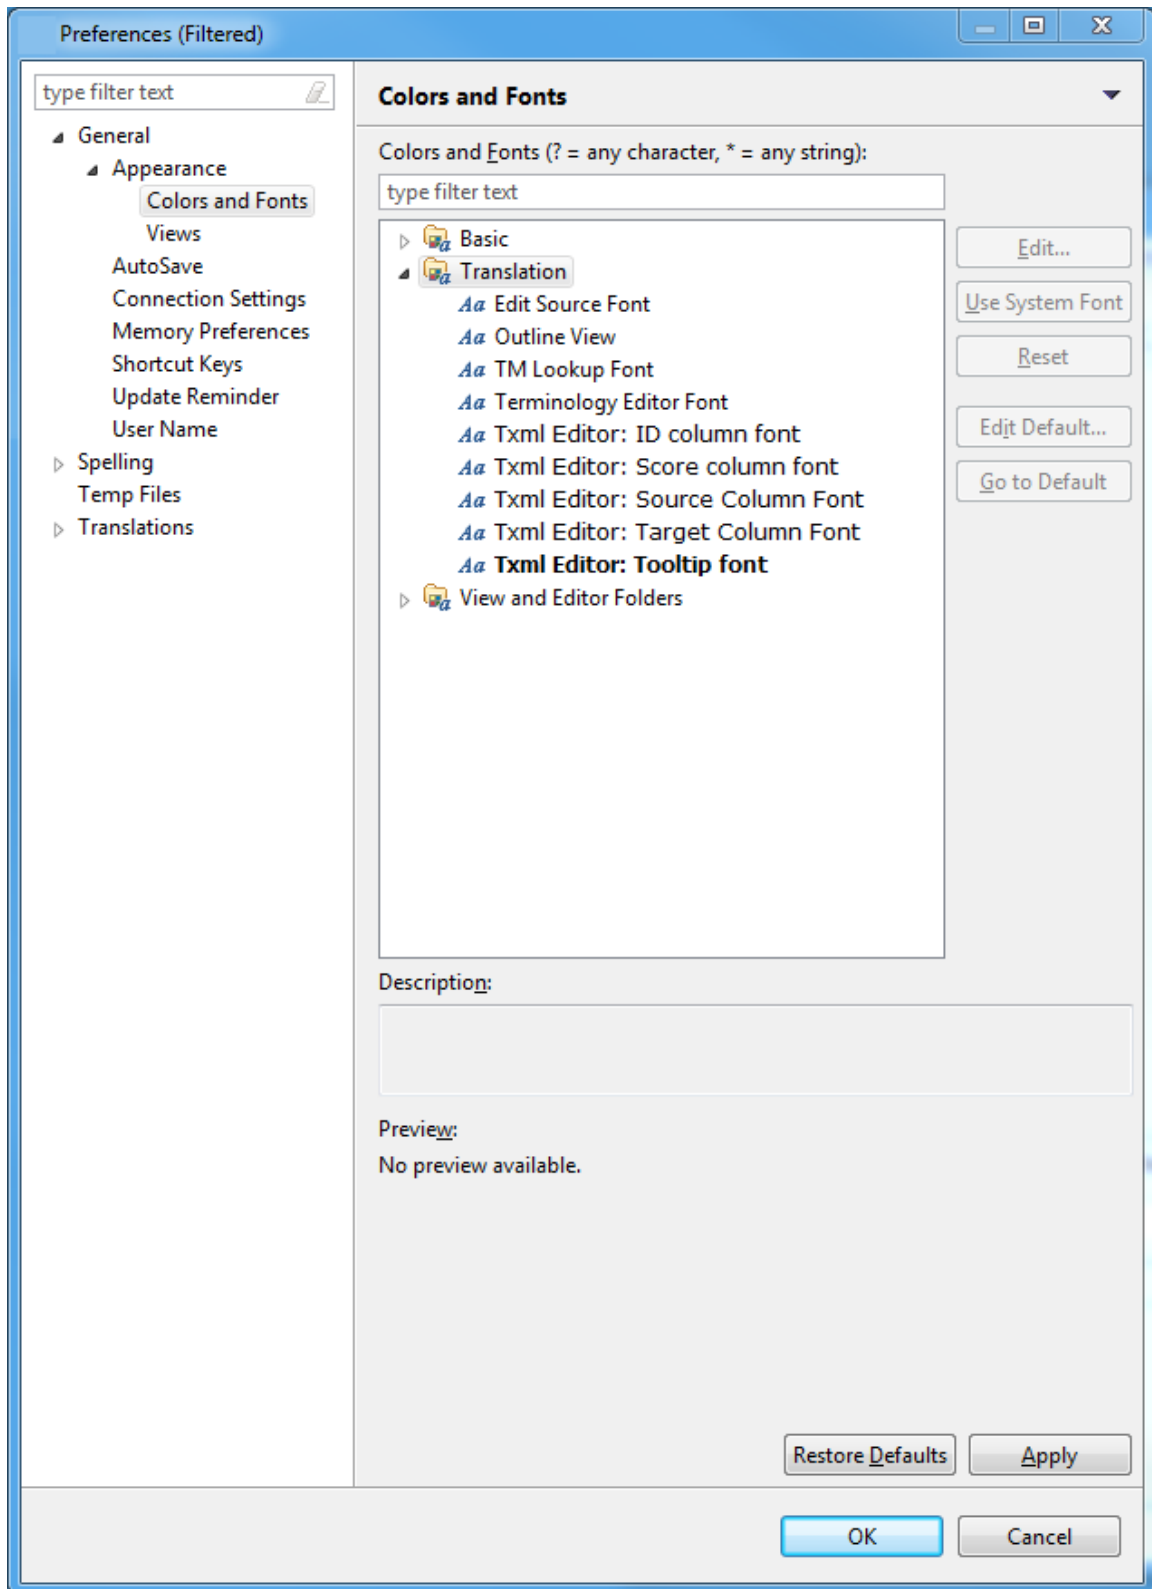 Preferences (Filtered)
type filter text
General
Appearance
Colors and Fonts
Views
AutoSave
Connection Settings
Memory Preferences
Shortcut Keys
Update Reminder
User Name
Spelling
Temp Files
Translations
Colors and Fonts
Colors and Fonts (? = any character, * = any string):
type filter text
Basic
Translation
Aa Edit Source Font
Aa Outline View
Aa TM Lookup Font
Aa Terminology Editor Font
Aa Txml Editor: ID column font
Aa Txml Editor: Score column font
Aa Txml Editor: Source Column Font
Aa Txml Editor: Target Column Font
Aa Txml Editor: Tooltip font
View and Editor Folders
Edit...
Use System Font
Reset
Edit Default...
Go to Default
Description:
Preview:
No preview available.
Restore Defaults
Apply
OK
Cancel